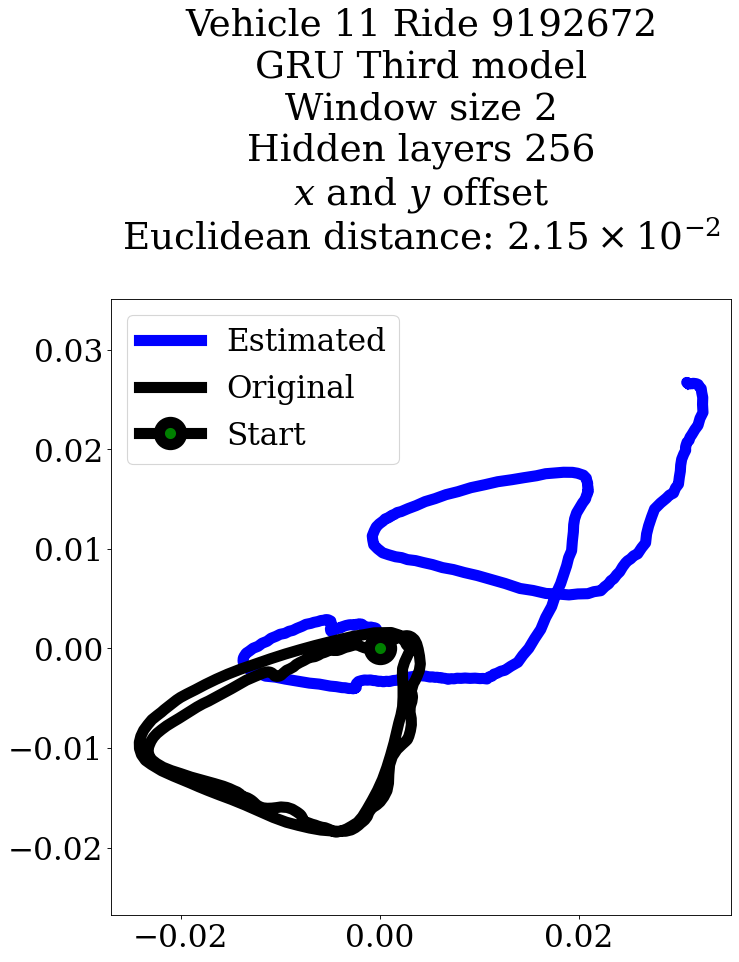 Vehicle 11 Ride 9192672
GRU Third model
Window size 2
Hidden layers 256
x and y offset
Euclidean distance: 2.15 × 10⁻²
Estimated
Original
Start
0.03
0.02
0.01
0.00
−0.01
−0.02
−0.02 0.00 0.02